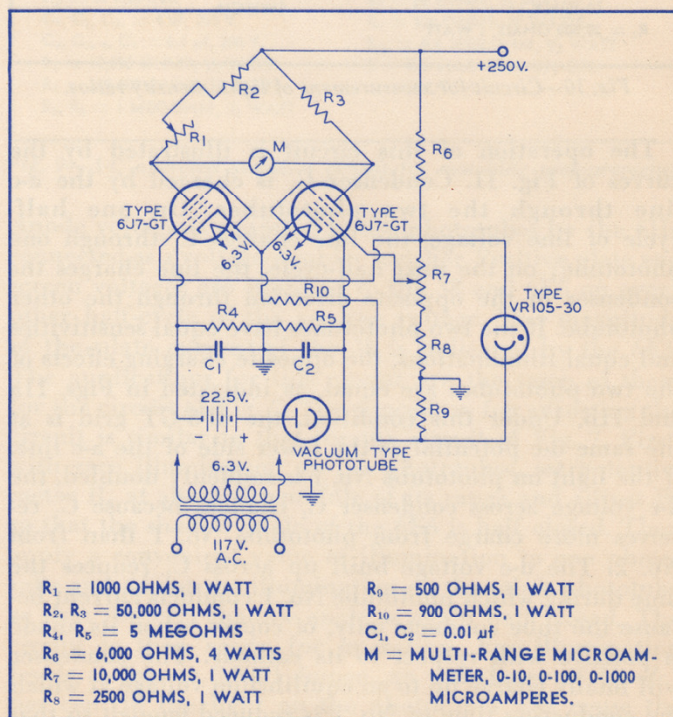 +250V.
R2
R3
R1
M
R6
TYPE
6J7-GT
TYPE
6J7-GT
6.3V.
6.3V.
R10
R7
TYPE
VR105-30
R4
R5
R8
C1
C2
R9
22.5V.
- +
VACUUM TYPE
PHOTOTUBE
6.3V.
117V.
A.C.
R1 = 1000 OHMS, 1 WATT
R2, R3 = 50,000 OHMS, 1 WATT
R4, R5 = 5 MEGOHMS
R6 = 6,000 OHMS, 4 WATTS
R7 = 10,000 OHMS, 1 WATT
R8 = 2500 OHMS, 1 WATT
R9 = 500 OHMS, 1 WATT
R10 = 900 OHMS, 1 WATT
C1, C2 = 0.01 µf
M = MULTI-RANGE MICROAM-
METER, 0-10, 0-100, 0-1000
MICROAMPERES.